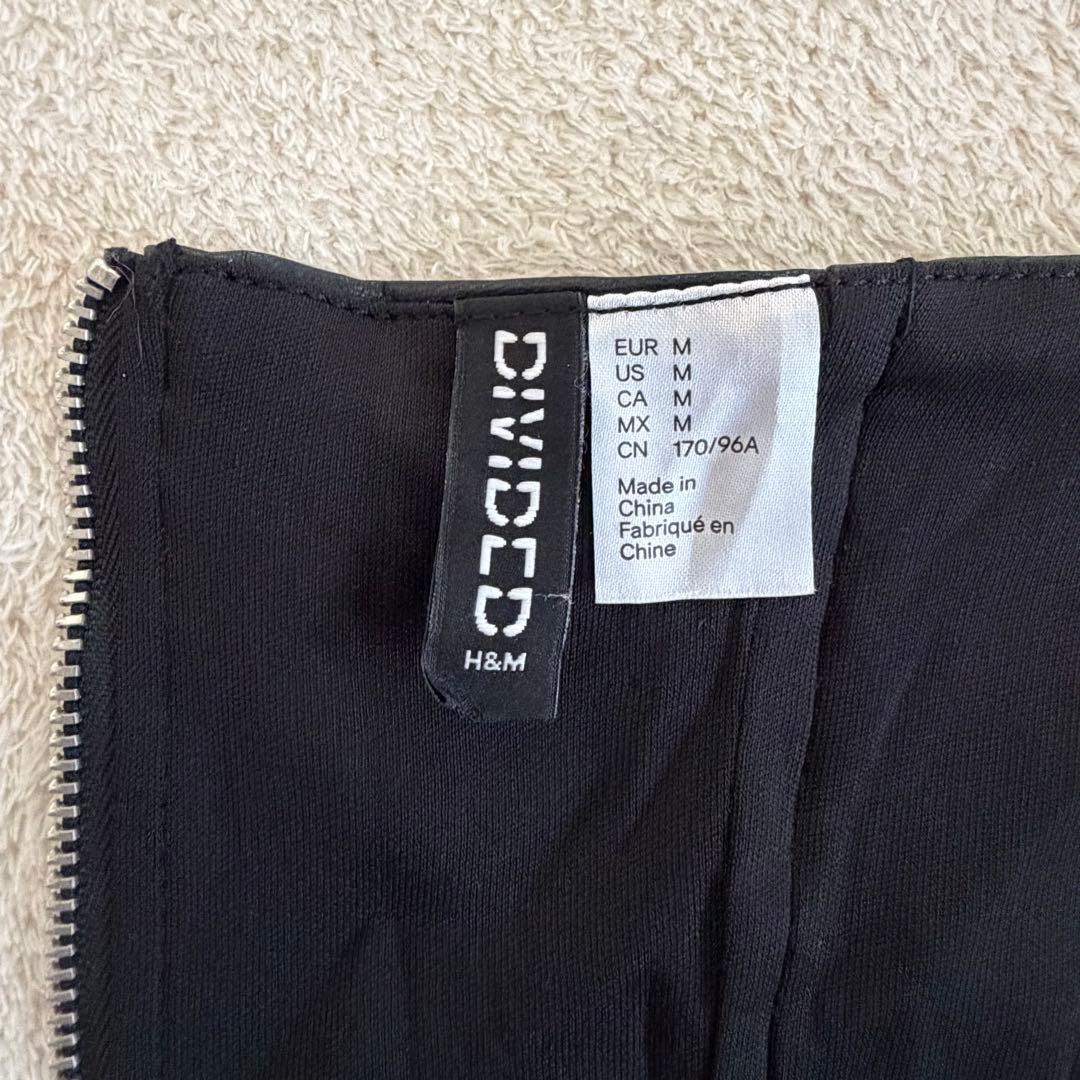 DIVIDED
H&M
EUR M
US M
CA M
MX M
CN 170/96A
Made in
China
Fabriqué en
Chine